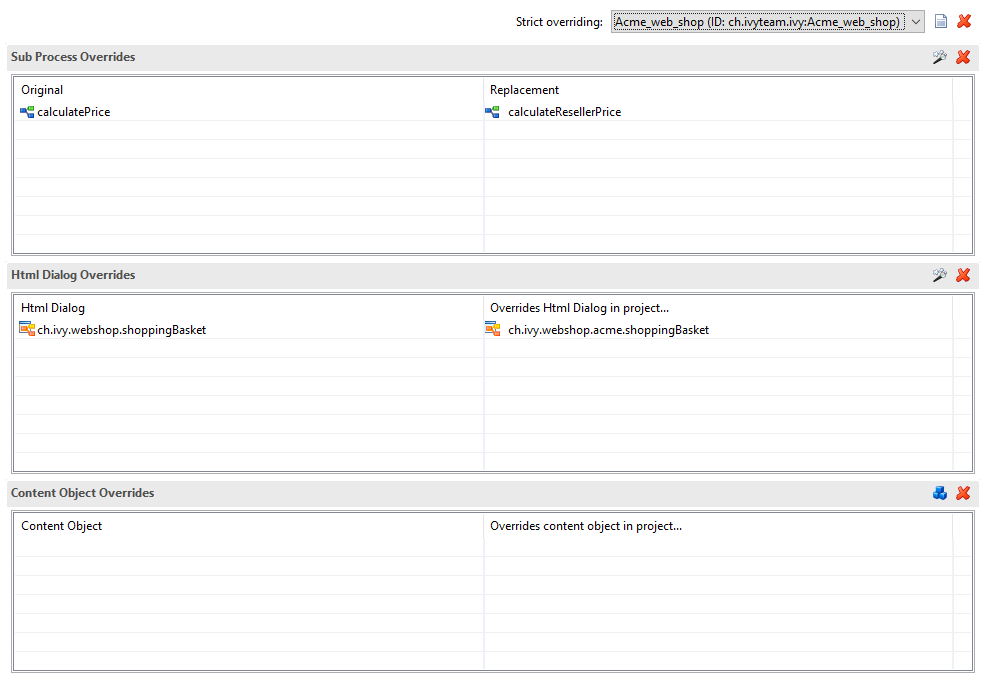 Strict overriding: Acme_web_shop (ID: ch.ivyteam.ivy:Acme_web_shop)
Sub Process Overrides
Original Replacement
calculatePrice calculateResellerPrice
Html Dialog Overrides
Html Dialog Overrides Html Dialog in project...
ch.ivy.webshop.shoppingBasket ch.ivy.webshop.acme.shoppingBasket
Content Object Overrides
Content Object Overrides content object in project...